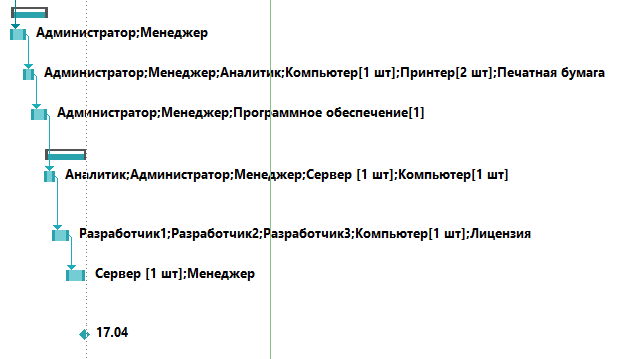 Администратор;Менеджер
Администратор;Менеджер;Аналитик;Компьютер[1 шт];Принтер[2 шт];Печатная бумага
Администратор;Менеджер;Программное обеспечение[1]
Аналитик;Администратор;Менеджер;Сервер [1 шт];Компьютер[1 шт]
Разработчик1;Разработчик2;Разработчик3;Компьютер[1 шт];Лицензия
Сервер [1 шт];Менеджер
17.04